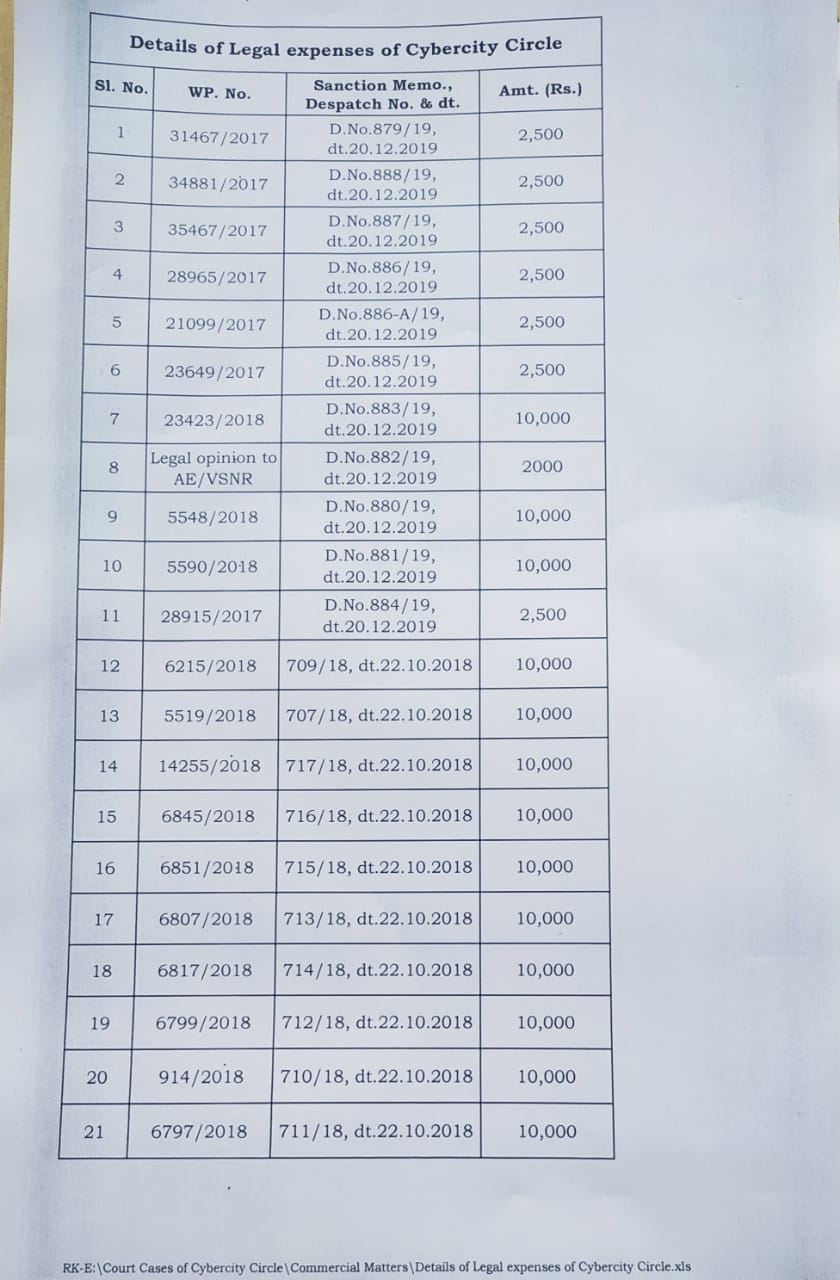 Details of Legal expenses of Cybercity Circle
Sl. No. WP. No. Sanction Memo., Despatch No. & dt. Amt. (Rs.)
1 31467/2017 D.No.879/19, dt.20.12.2019 2,500
2 34881/2017 D.No.888/19, dt.20.12.2019 2,500
3 35467/2017 D.No.887/19, dt.20.12.2019 2,500
4 28965/2017 D.No.886/19, dt.20.12.2019 2,500
5 21099/2017 D.No.886-A/19, dt.20.12.2019 2,500
6 23649/2017 D.No.885/19, dt.20.12.2019 2,500
7 23423/2018 D.No.883/19, dt.20.12.2019 10,000
8 Legal opinion to AE/VSNR D.No.882/19, dt.20.12.2019 2000
9 5548/2018 D.No.880/19, dt.20.12.2019 10,000
10 5590/2018 D.No.881/19, dt.20.12.2019 10,000
11 28915/2017 D.No.884/19, dt.20.12.2019 2,500
12 6215/2018 709/18, dt.22.10.2018 10,000
13 5519/2018 707/18, dt.22.10.2018 10,000
14 14255/2018 717/18, dt.22.10.2018 10,000
15 6845/2018 716/18, dt.22.10.2018 10,000
16 6851/2018 715/18, dt.22.10.2018 10,000
17 6807/2018 713/18, dt.22.10.2018 10,000
18 6817/2018 714/18, dt.22.10.2018 10,000
19 6799/2018 712/18, dt.22.10.2018 10,000
20 914/2018 710/18, dt.22.10.2018 10,000
21 6797/2018 711/18, dt.22.10.2018 10,000
RK-E:\Court Cases of Cybercity Circle\Commercial Matters\Details of Legal expenses of Cybercity Circle.xls